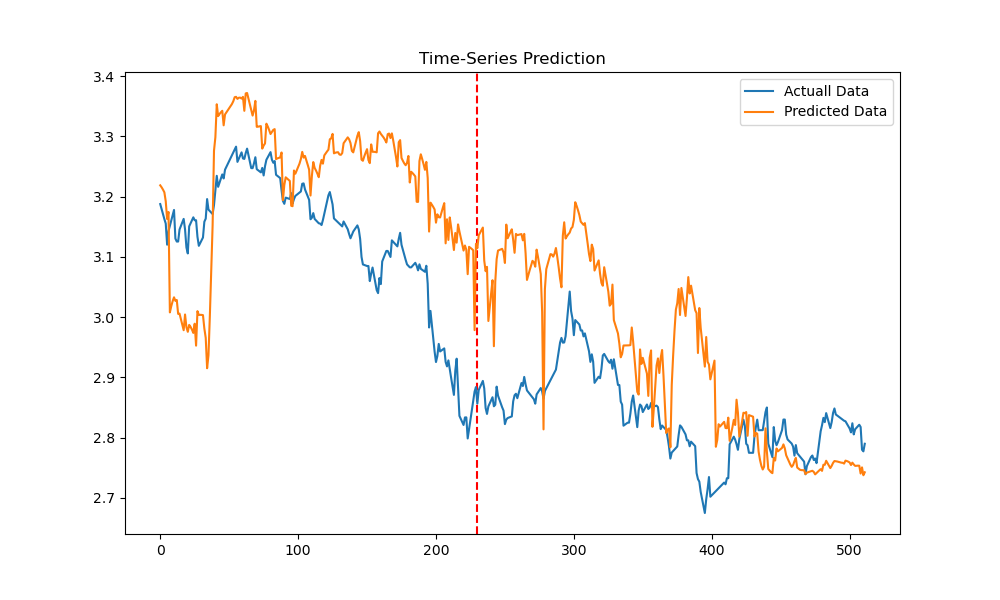 Time-Series Prediction
Actuall Data
Predicted Data
3.4
3.3
3.2
3.1
3.0
2.9
2.8
2.7
0 100 200 300 400 500